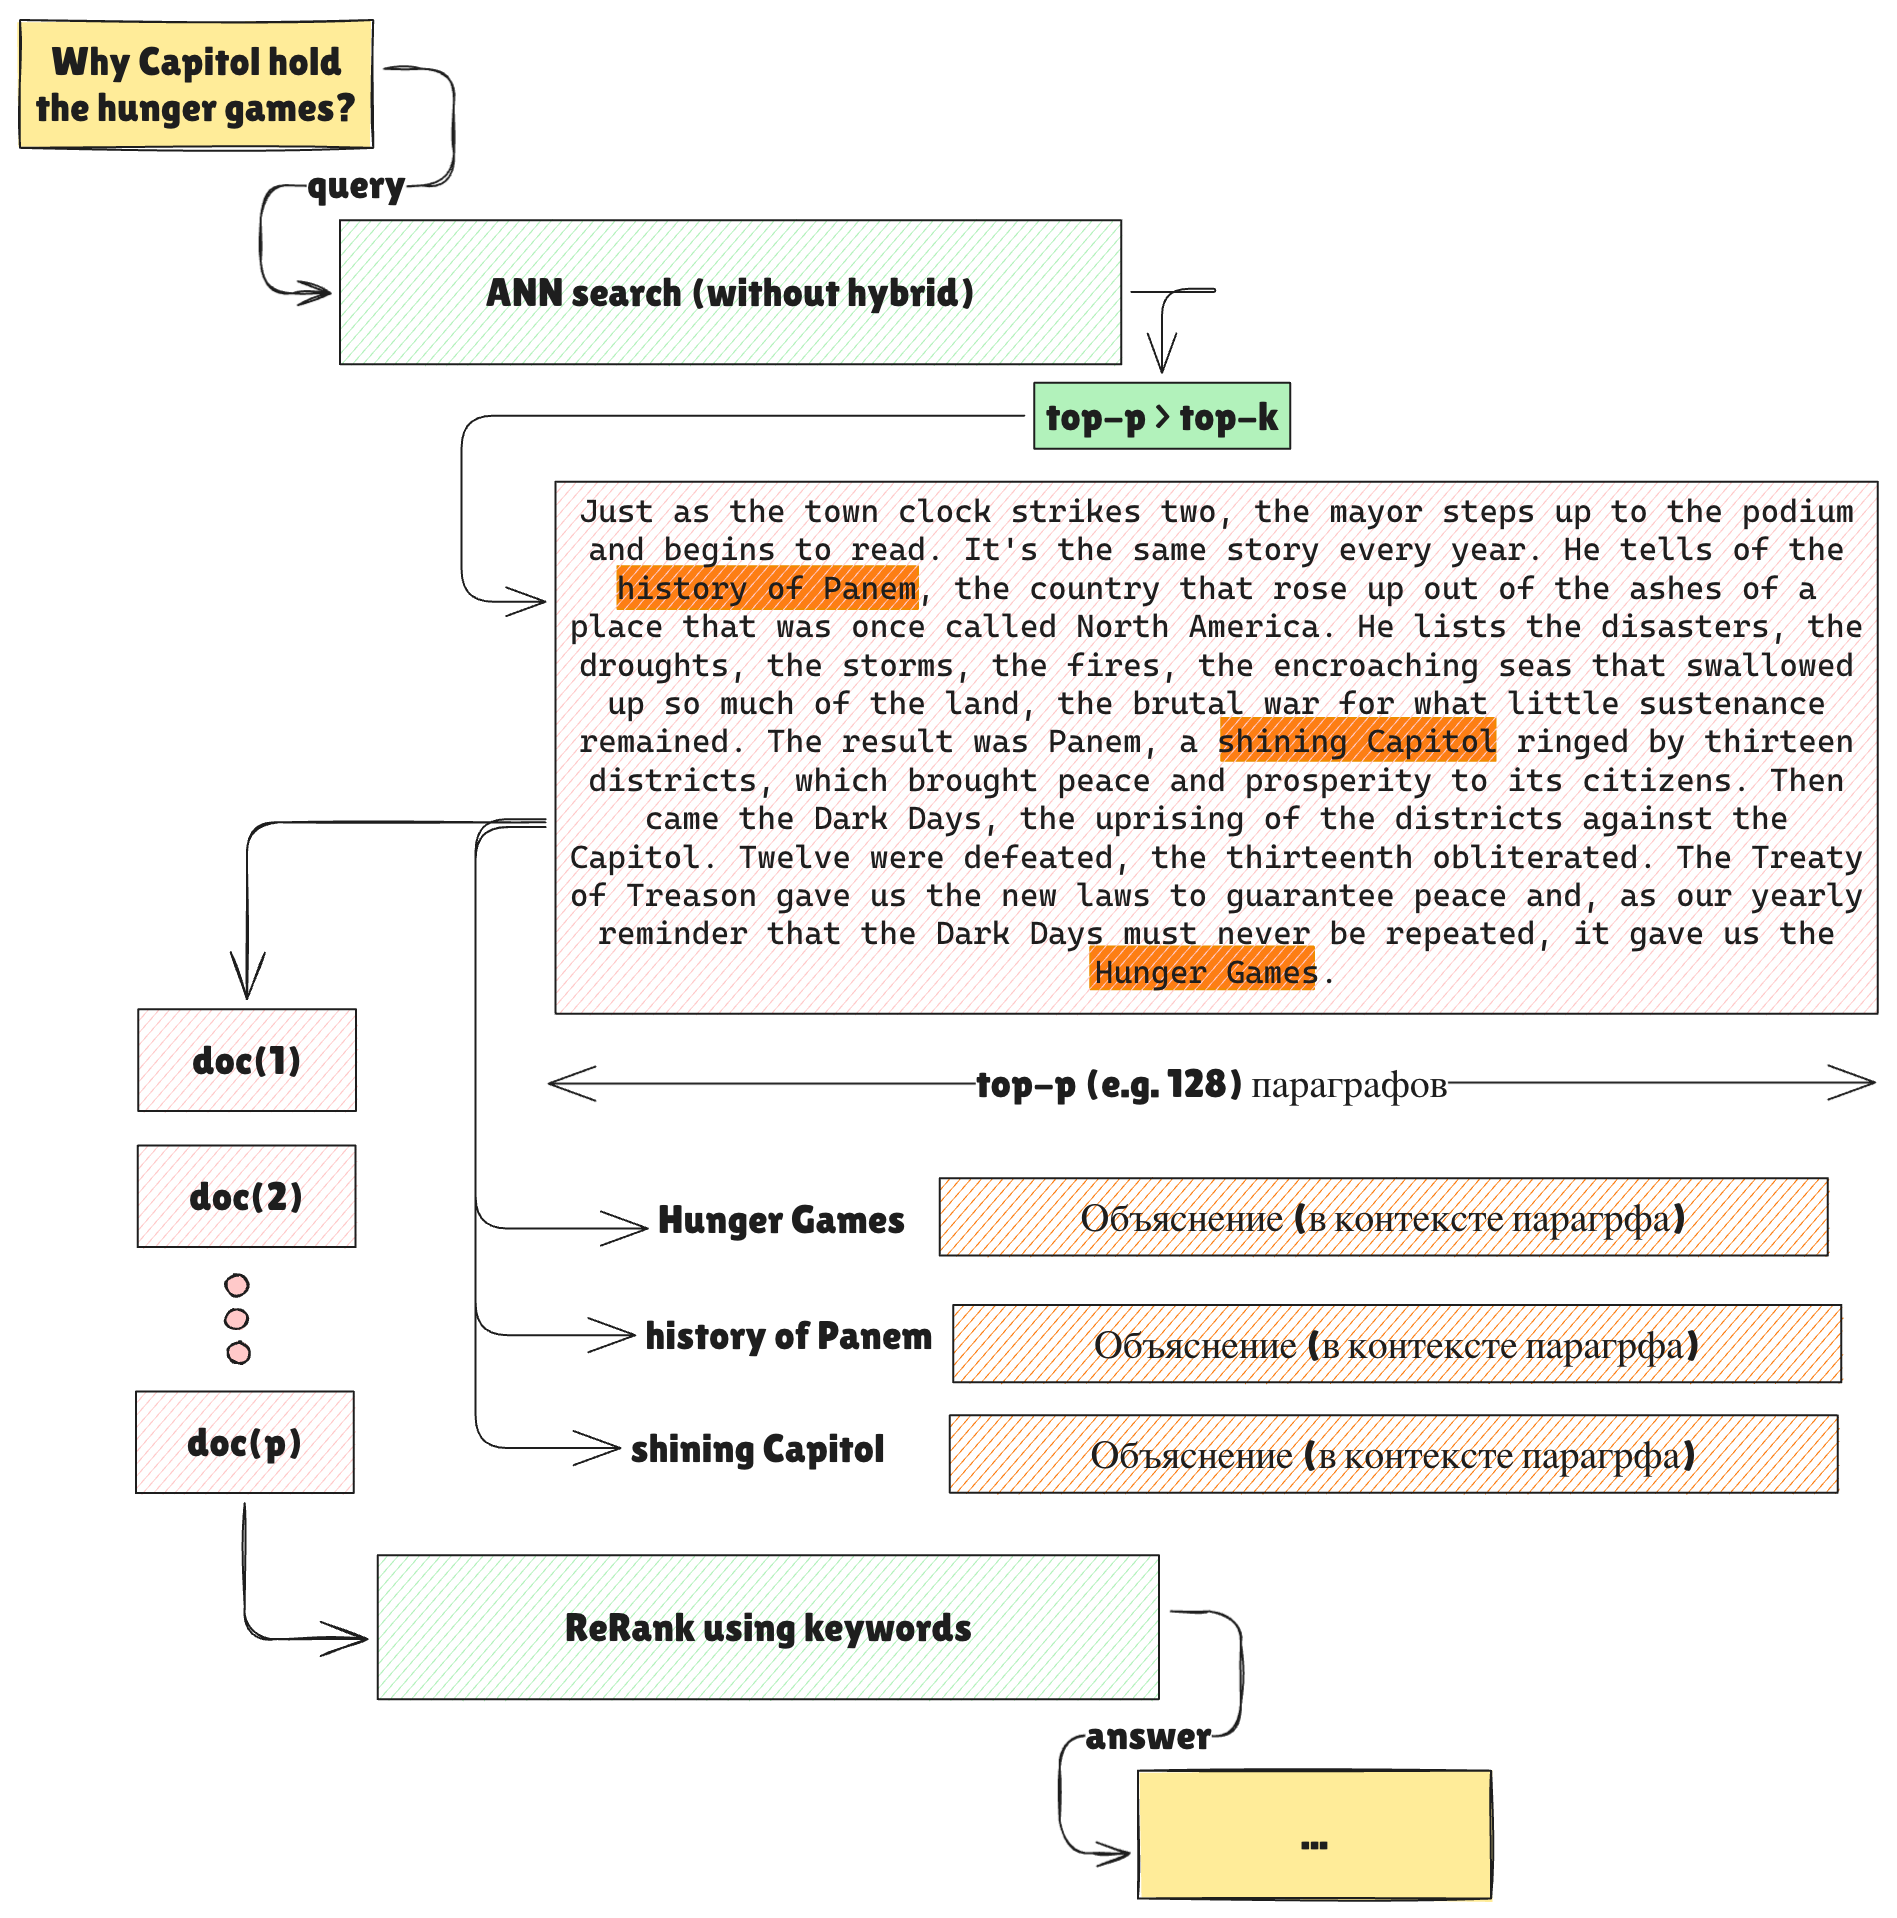 Why Capitol hold
the hunger games?
query
ANN search (without hybrid)
top-p > top-k
Just as the town clock strikes two, the mayor steps up to the podium
and begins to read. It's the same story every year. He tells of the
history of Panem, the country that rose up out of the ashes of a
place that was once called North America. He lists the disasters, the
droughts, the storms, the fires, the encroaching seas that swallowed
up so much of the land, the brutal war for what little sustenance
remained. The result was Panem, a shining Capitol ringed by thirteen
districts, which brought peace and prosperity to its citizens. Then
came the Dark Days, the uprising of the districts against the
Capitol. Twelve were defeated, the thirteenth obliterated. The Treaty
of Treason gave us the new laws to guarantee peace and, as our yearly
reminder that the Dark Days must never be repeated, it gave us the
Hunger Games.
doc(1)
top-p (e.g. 128) параграфов
doc(2)
Hunger Games
Объяснение (в контексте парагрфа)
history of Panem
Объяснение (в контексте парагрфа)
doc(p)
shining Capitol
Объяснение (в контексте парагрфа)
ReRank using keywords
answer
...